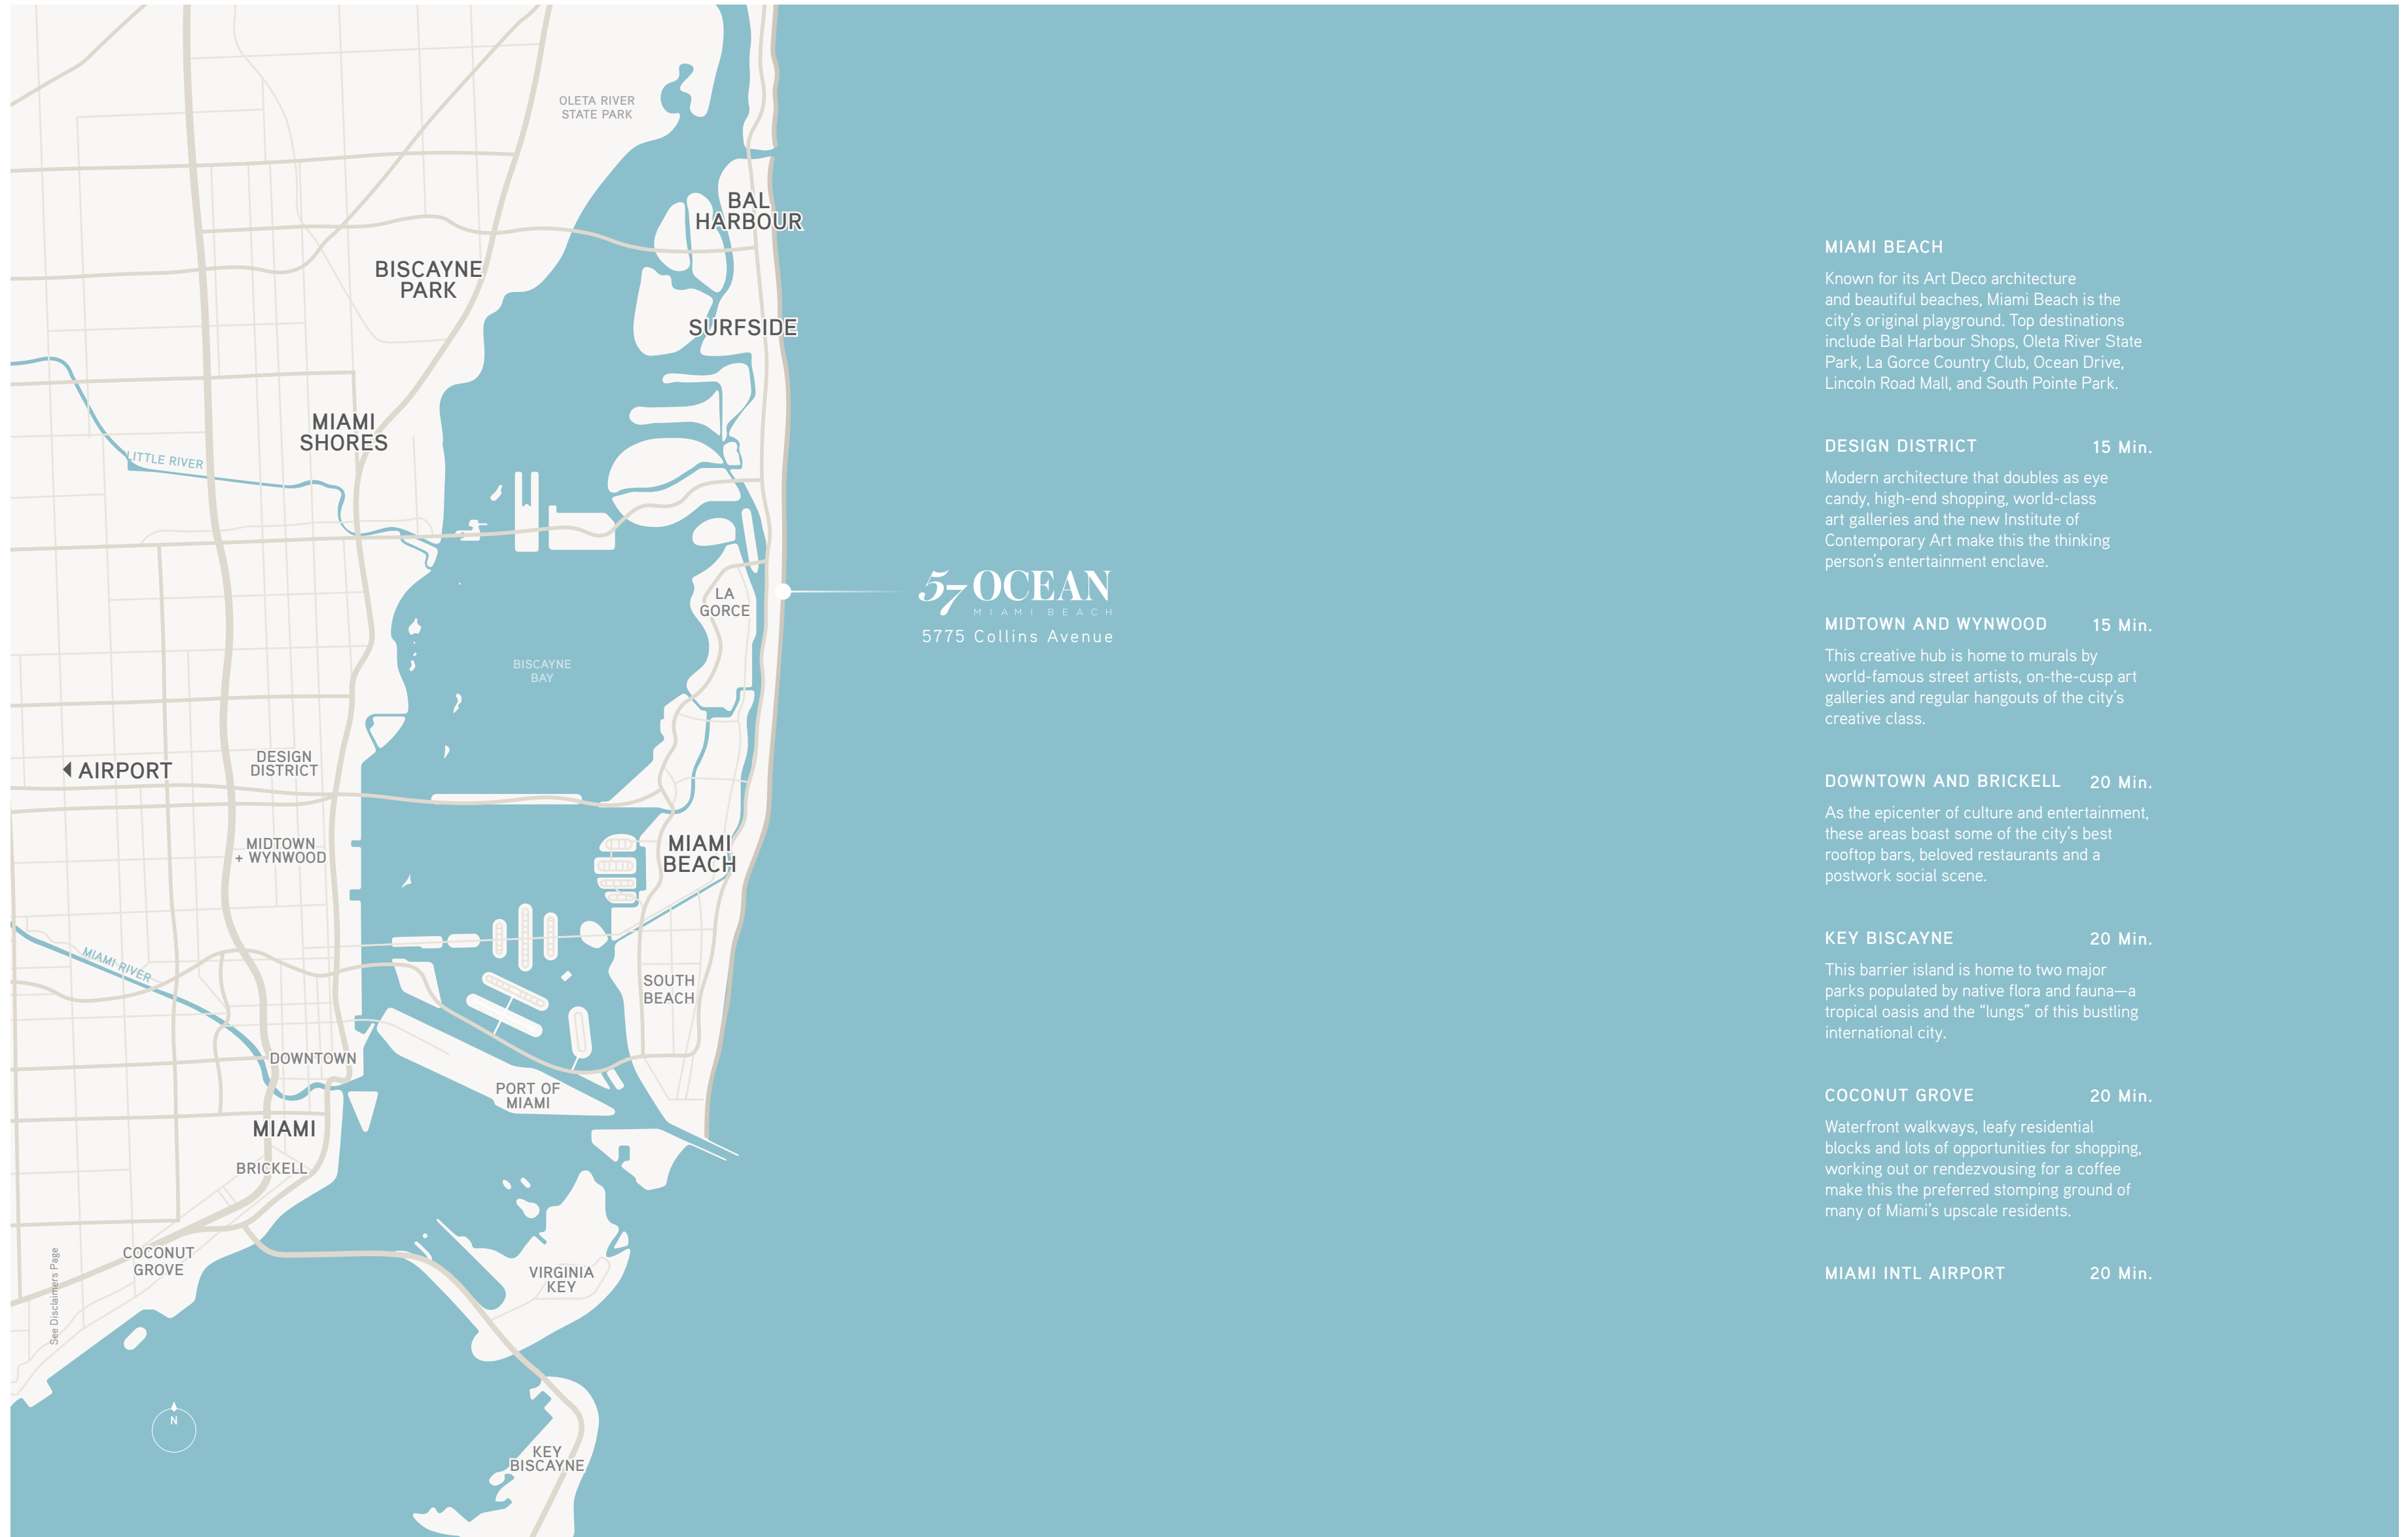 OLETA RIVER
STATE PARK
BAL
HARBOUR
BISCAYNE
PARK
SURFSIDE
MIAMI
SHORES
LITTLE RIVER
57 OCEAN
MIAMI BEACH
5775 Collins Avenue
LA
GORCE
BISCAYNE
BAY
DESIGN
DISTRICT
AIRPORT
MIDTOWN
+ WYNWOOD
MIAMI
BEACH
MIAMI RIVER
SOUTH
BEACH
DOWNTOWN
PORT OF
MIAMI
MIAMI
BRICKELL
COCONUT
GROVE
VIRGINIA
KEY
See Disclaimers Page
N
KEY
BISCAYNE
MIAMI BEACH
Known for its Art Deco architecture
and beautiful beaches, Miami Beach is the
city's original playground. Top destinations
include Bal Harbour Shops, Oleta River State
Park, La Gorce Country Club, Ocean Drive,
Lincoln Road Mall, and South Pointe Park.
DESIGN DISTRICT 15 Min.
Modern architecture that doubles as eye
candy, high-end shopping, world-class
art galleries and the new Institute of
Contemporary Art make this the thinking
person's entertainment enclave.
MIDTOWN AND WYNWOOD 15 Min.
This creative hub is home to murals by
world-famous street artists, on-the-cusp art
galleries and regular hangouts of the city's
creative class.
DOWNTOWN AND BRICKELL 20 Min.
As the epicenter of culture and entertainment,
these areas boast some of the city's best
rooftop bars, beloved restaurants and a
postwork social scene.
KEY BISCAYNE 20 Min.
This barrier island is home to two major
parks populated by native flora and fauna—a
tropical oasis and the “lungs” of this bustling
international city.
COCONUT GROVE 20 Min.
Waterfront walkways, leafy residential
blocks and lots of opportunities for shopping,
working out or rendezvousing for a coffee
make this the preferred stomping ground of
many of Miami's upscale residents.
MIAMI INTL AIRPORT 20 Min.